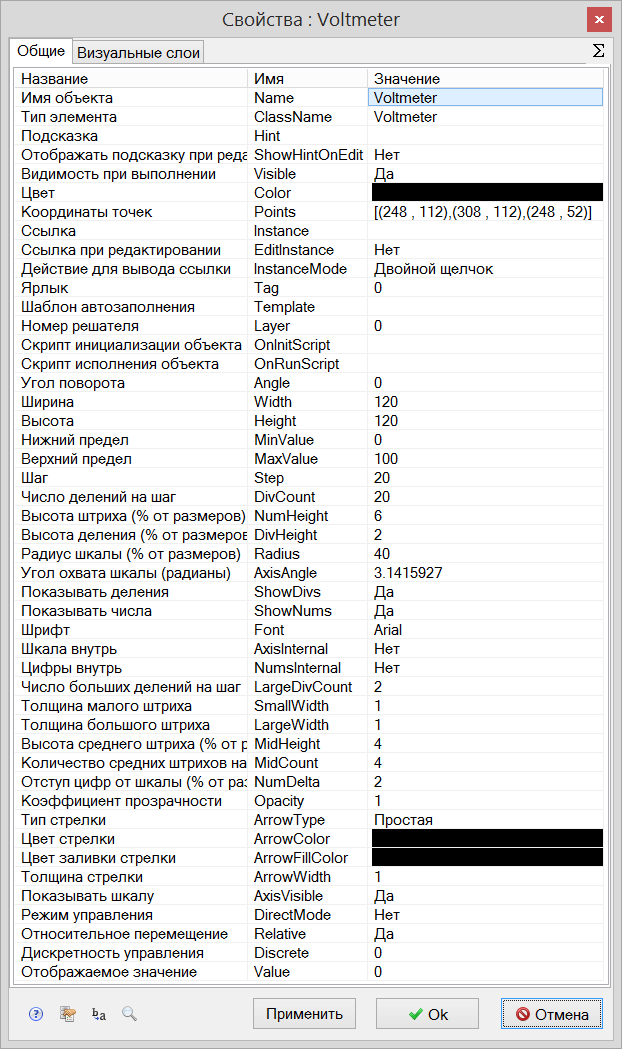 Свойства : Voltmeter
Общие Визуальные слои Σ
Название Имя Значение
Имя объекта Name Voltmeter
Тип элемента ClassName Voltmeter
Подсказка Hint
Отображать подсказку при реда ShowHintOnEdit Нет
Видимость при выполнении Visible Да
Цвет Color
Координаты точек Points [(248 , 112),(308 , 112),(248 , 52)]
Ссылка Instance
Ссылка при редактировании EditInstance Нет
Действие для вывода ссылки InstanceMode Двойной щелчок
Ярлык Tag 0
Шаблон автозаполнения Template
Номер решателя Layer 0
Скрипт инициализации объекта OnInitScript
Скрипт исполнения объекта OnRunScript
Угол поворота Angle 0
Ширина Width 120
Высота Height 120
Нижний предел MinValue 0
Верхний предел MaxValue 100
Шаг Step 20
Число делений на шаг DivCount 20
Высота штриха (% от размеров) NumHeight 6
Высота деления (% от размеров DivHeight 2
Радиус шкалы (% от размеров) Radius 40
Угол охвата шкалы (радианы) AxisAngle 3.1415927
Показывать деления ShowDivs Да
Показывать числа ShowNums Да
Шрифт Font Arial
Шкала внутрь AxisInternal Нет
Цифры внутрь NumsInternal Нет
Число больших делений на шаг LargeDivCount 2
Толщина малого штриха SmallWidth 1
Толщина большого штриха LargeWidth 1
Высота среднего штриха (% от р MidHeight 4
Количество средних штрихов на MidCount 4
Отступ цифр от шкалы (% от раз NumDelta 2
Коэффициент прозрачности Opacity 1
Тип стрелки ArrowType Простая
Цвет стрелки ArrowColor
Цвет заливки стрелки ArrowFillColor
Толщина стрелки ArrowWidth 1
Показывать шкалу AxisVisible Да
Режим управления DirectMode Нет
Относительное перемещение Relative Да
Дискретность управления Discrete 0
Отображаемое значение Value 0
Применить Ok Отмена